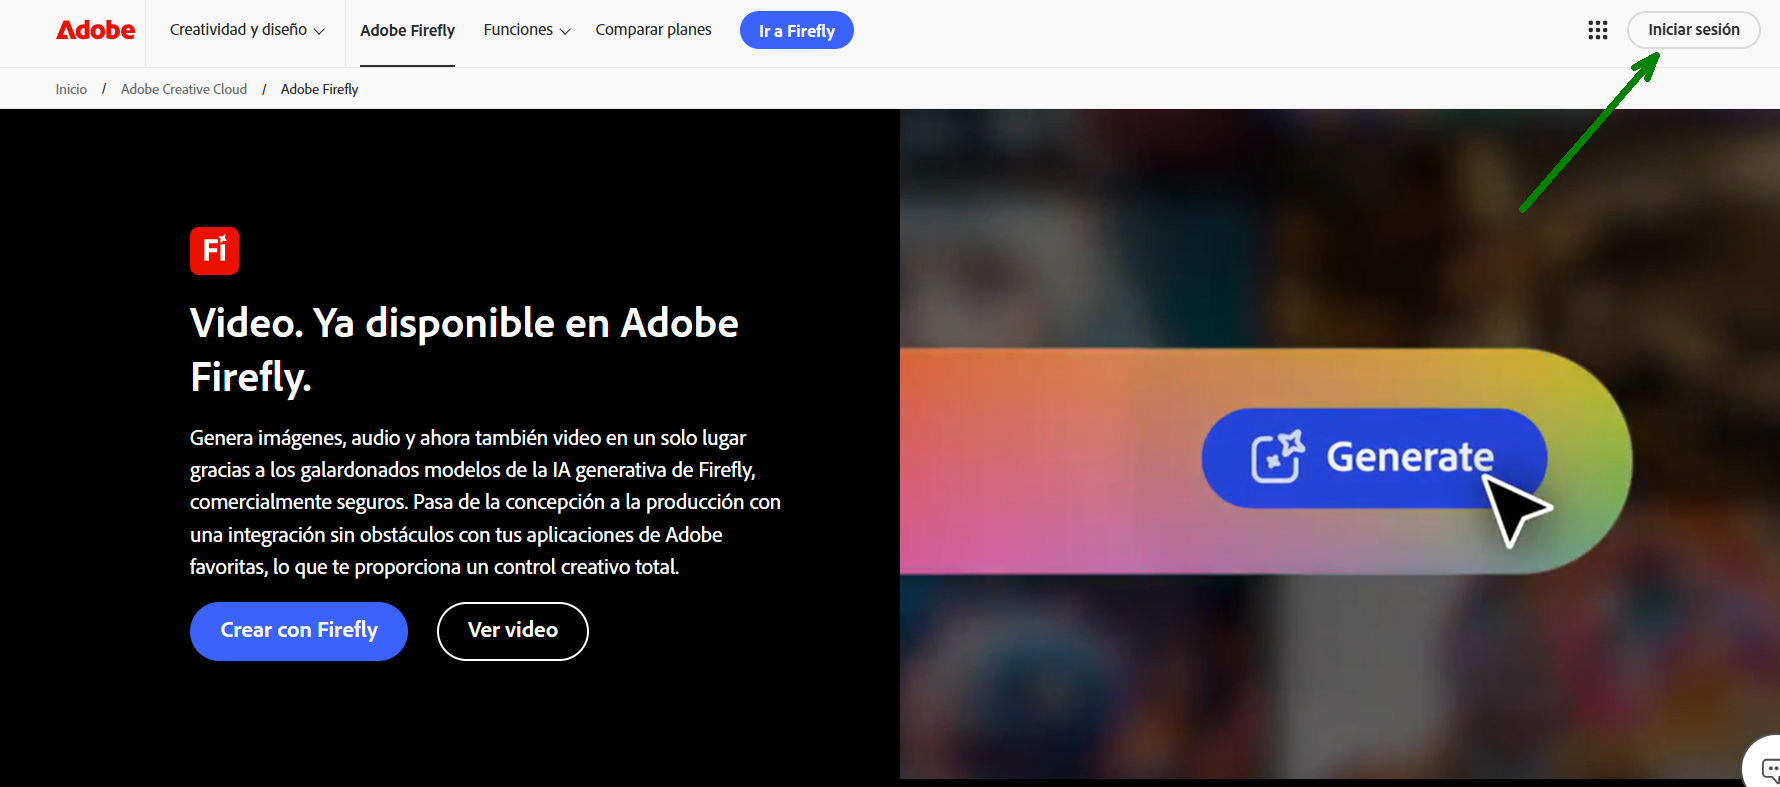 Adobe
Creatividad y diseño
Adobe Firefly
Funciones
Comparar planes
Ir a Firefly
Iniciar sesión
Inicio / Adobe Creative Cloud / Adobe Firefly
Fi
Video. Ya disponible en Adobe
Firefly.
Genera imágenes, audio y ahora también video en un solo lugar
gracias a los galardonados modelos de la IA generativa de Firefly,
comercialmente seguros. Pasa de la concepción a la producción con
una integración sin obstáculos con tus aplicaciones de Adobe
favoritas, lo que te proporciona un control creativo total.
Crear con Firefly
Ver video
Generate